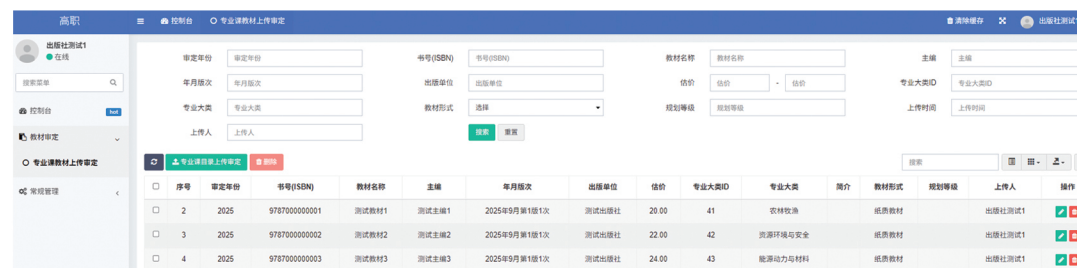 高职 控制台 专业课教材上传审定 清除缓存 出版社测试1
出版社测试1
在线
搜索菜单
控制台 hot
教材审定
专业课教材上传审定
常规管理
审定年份 审定年份 书号(ISBN) 书号(ISBN) 教材名称 教材名称 主编 主编
年月版次 年月版次 出版单位 出版单位 估价 估价 - 估价 专业大类ID 专业大类ID
专业大类 专业大类 教材形式 选择 规划等级 规划等级 上传时间 上传时间
上传人 上传人 搜索 重置
专业课目录上传审定 删除 搜索
序号 审定年份 书号(ISBN) 教材名称 主编 年月版次 出版单位 估价 专业大类ID 专业大类 简介 教材形式 规划等级 上传人 操作
2 2025 9787000000001 测试教材1 测试主编1 2025年9月第1版1次 测试出版社 20.00 41 农林牧渔 纸质教材 出版社测试1
3 2025 9787000000002 测试教材2 测试主编2 2025年9月第1版1次 测试出版社 22.00 42 资源环境与安全 纸质教材 出版社测试1
4 2025 9787000000003 测试教材3 测试主编3 2025年9月第1版1次 测试出版社 24.00 43 能源动力与材料 纸质教材 出版社测试1